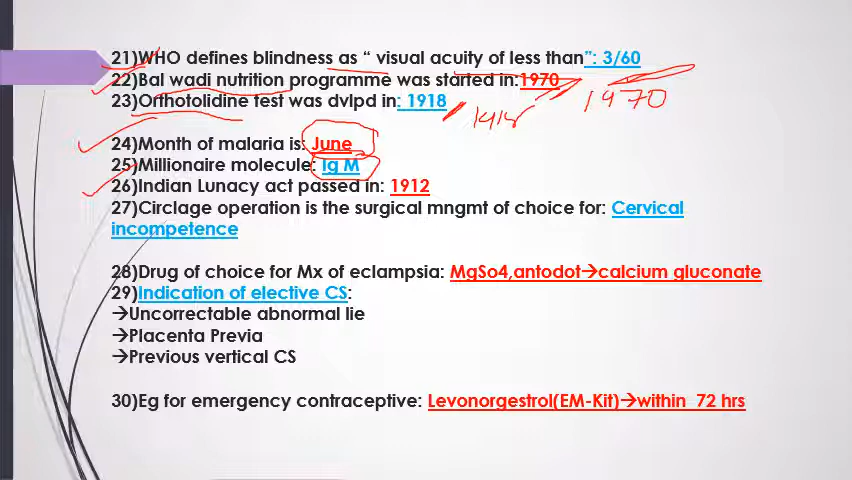 21)WHO defines blindness as “ visual acuity of less than”: 3/60
22)Bal wadi nutrition programme was started in:1970
23)Orthotolidine test was dvlpd in: 1918
1918 1970
24)Month of malaria is: June
25)Millionaire molecule: Ig M
26)Indian Lunacy act passed in: 1912
27)Circlage operation is the surgical mngmt of choice for: Cervical
incompetence
28)Drug of choice for Mx of eclampsia: MgSo4,antodot→calcium gluconate
29)Indication of elective CS:
→Uncorrectable abnormal lie
→Placenta Previa
→Previous vertical CS
30)Eg for emergency contraceptive: Levonorgestrol(EM-Kit)→within 72 hrs